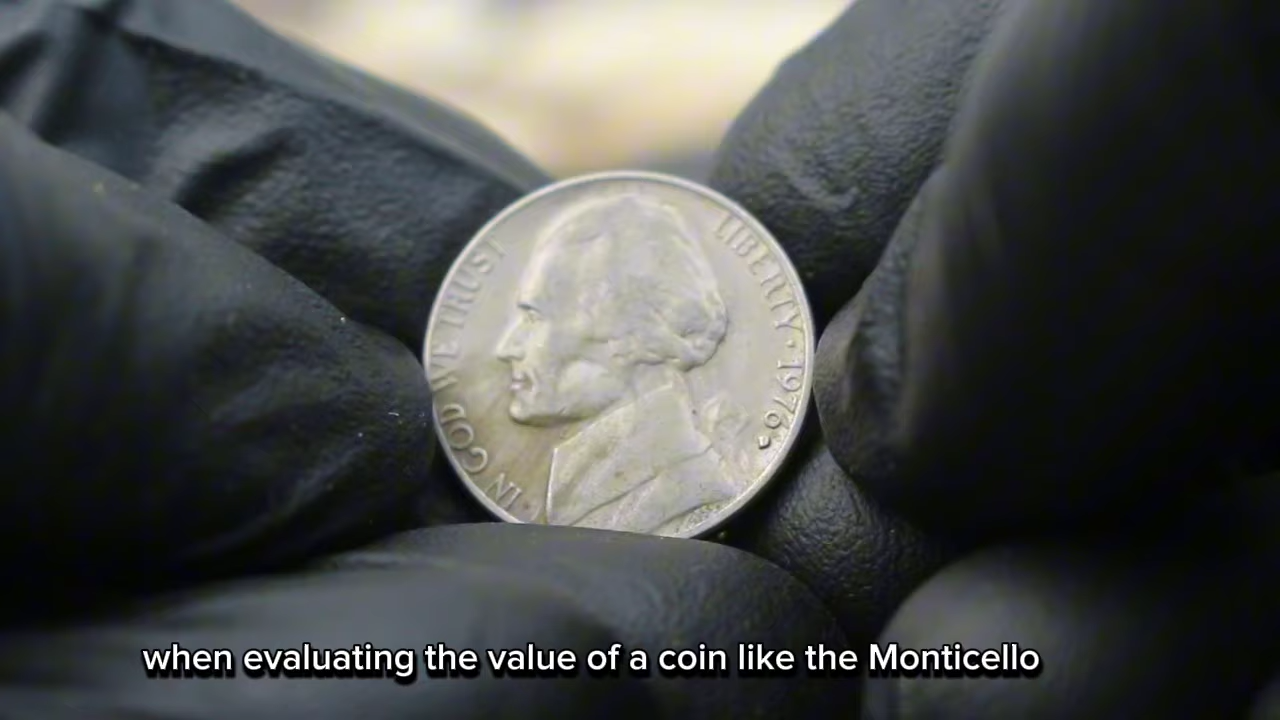 IN GOD WE TRUST
LIBERTY · 1976
when evaluating the value of a coin like the Monticello